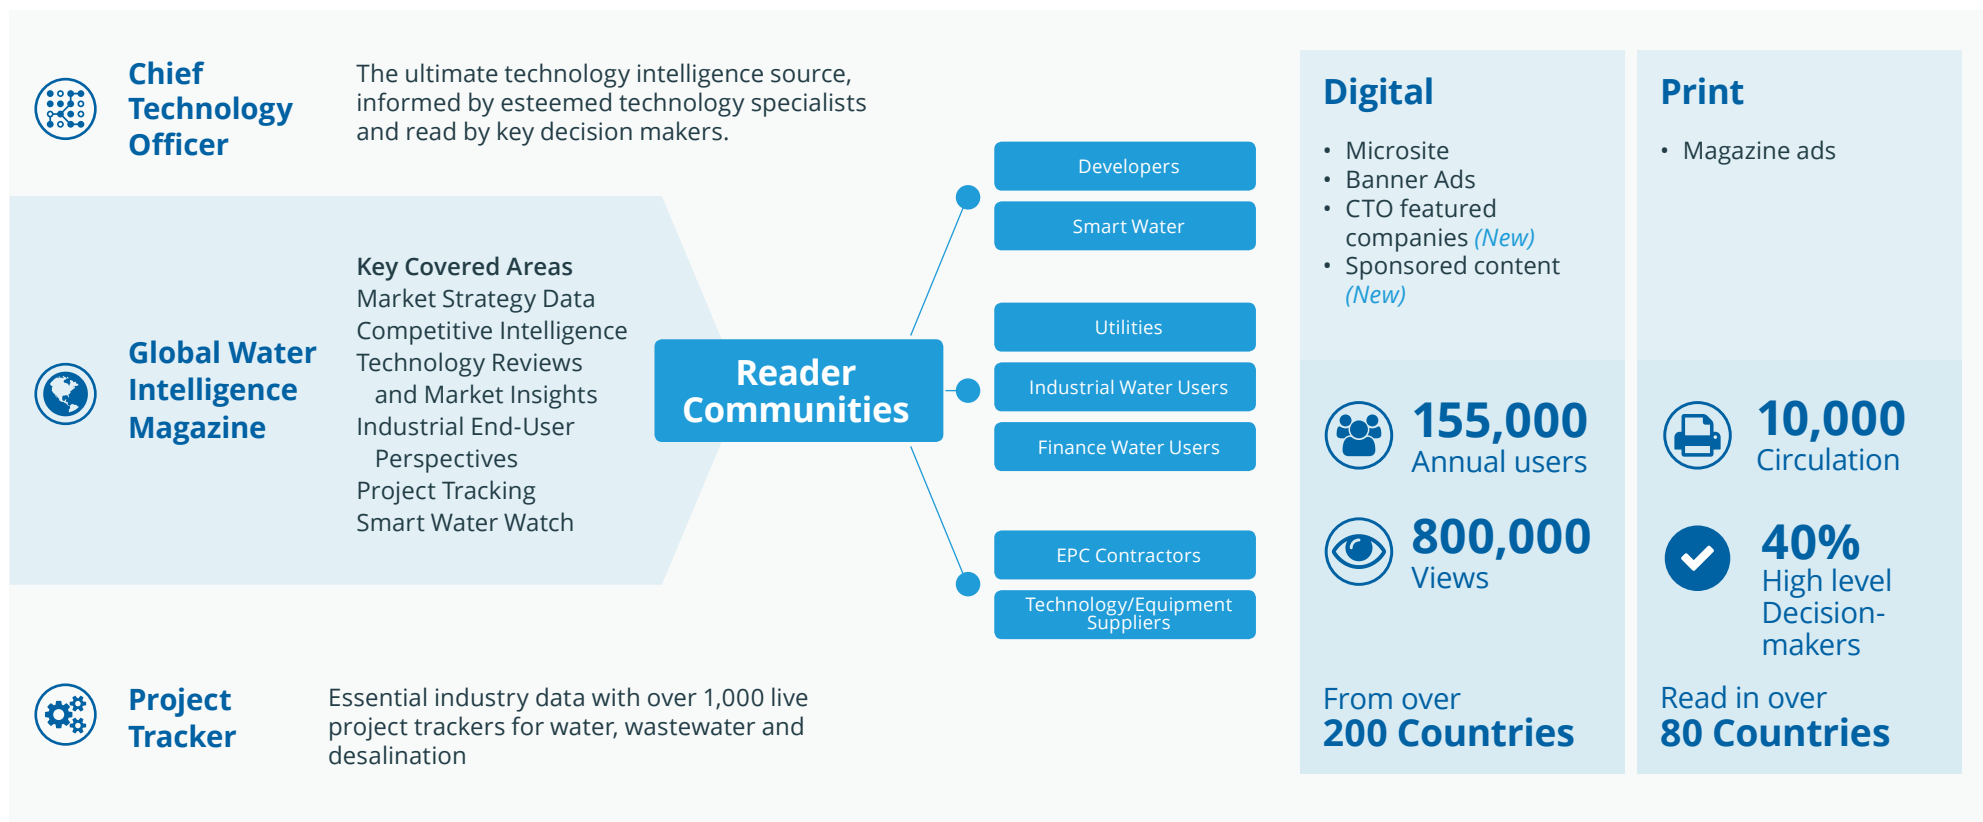 Chief
Technology
Officer
The ultimate technology intelligence source,
informed by esteemed technology specialists
and read by key decision makers.
Global Water
Intelligence
Magazine
Key Covered Areas
Market Strategy Data
Competitive Intelligence
Technology Reviews
and Market Insights
Industrial End-User
Perspectives
Project Tracking
Smart Water Watch
Project
Tracker
Essential industry data with over 1,000 live
project trackers for water, wastewater and
desalination
Reader
Communities
Developers
Smart Water
Utilities
Industrial Water Users
Finance Water Users
EPC Contractors
Technology/Equipment
Suppliers
Digital
• Microsite
• Banner Ads
• CTO featured
companies (New)
• Sponsored content
(New)
155,000
Annual users
800,000
Views
From over
200 Countries
Print
• Magazine ads
10,000
Circulation
40%
High level
Decision-
makers
Read in over
80 Countries